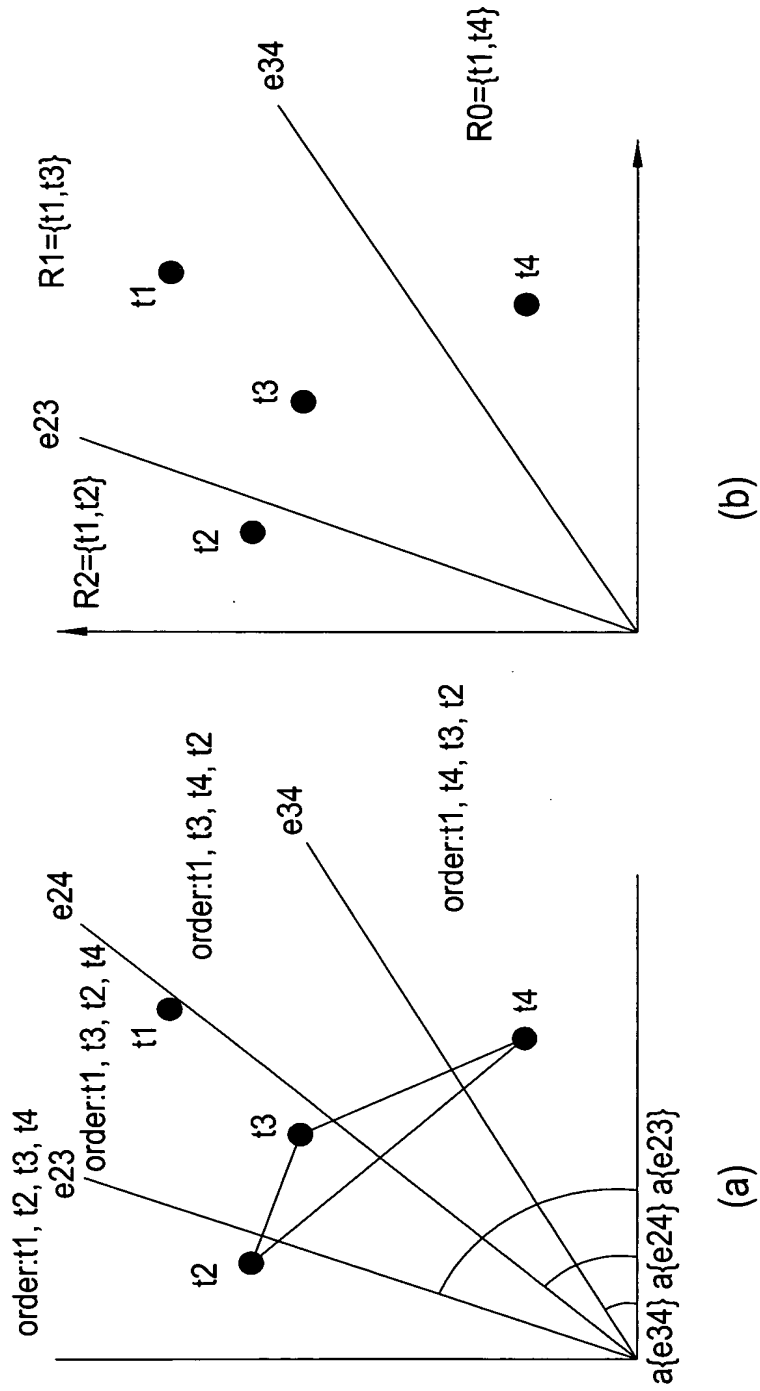 order:t1, t2, t3, t4
e23
order:t1, t3, t2, t4
e24
t1
order:t1, t3, t4, t2
e34
t2
t3
order:t1, t4, t3, t2
t4
a{e34} a{e24} a{e23}
(a)
R2={t1,t2}
e23
R1={t1,t3}
t1
t2
t3
e34
R0={t1,t4}
t4
(b)